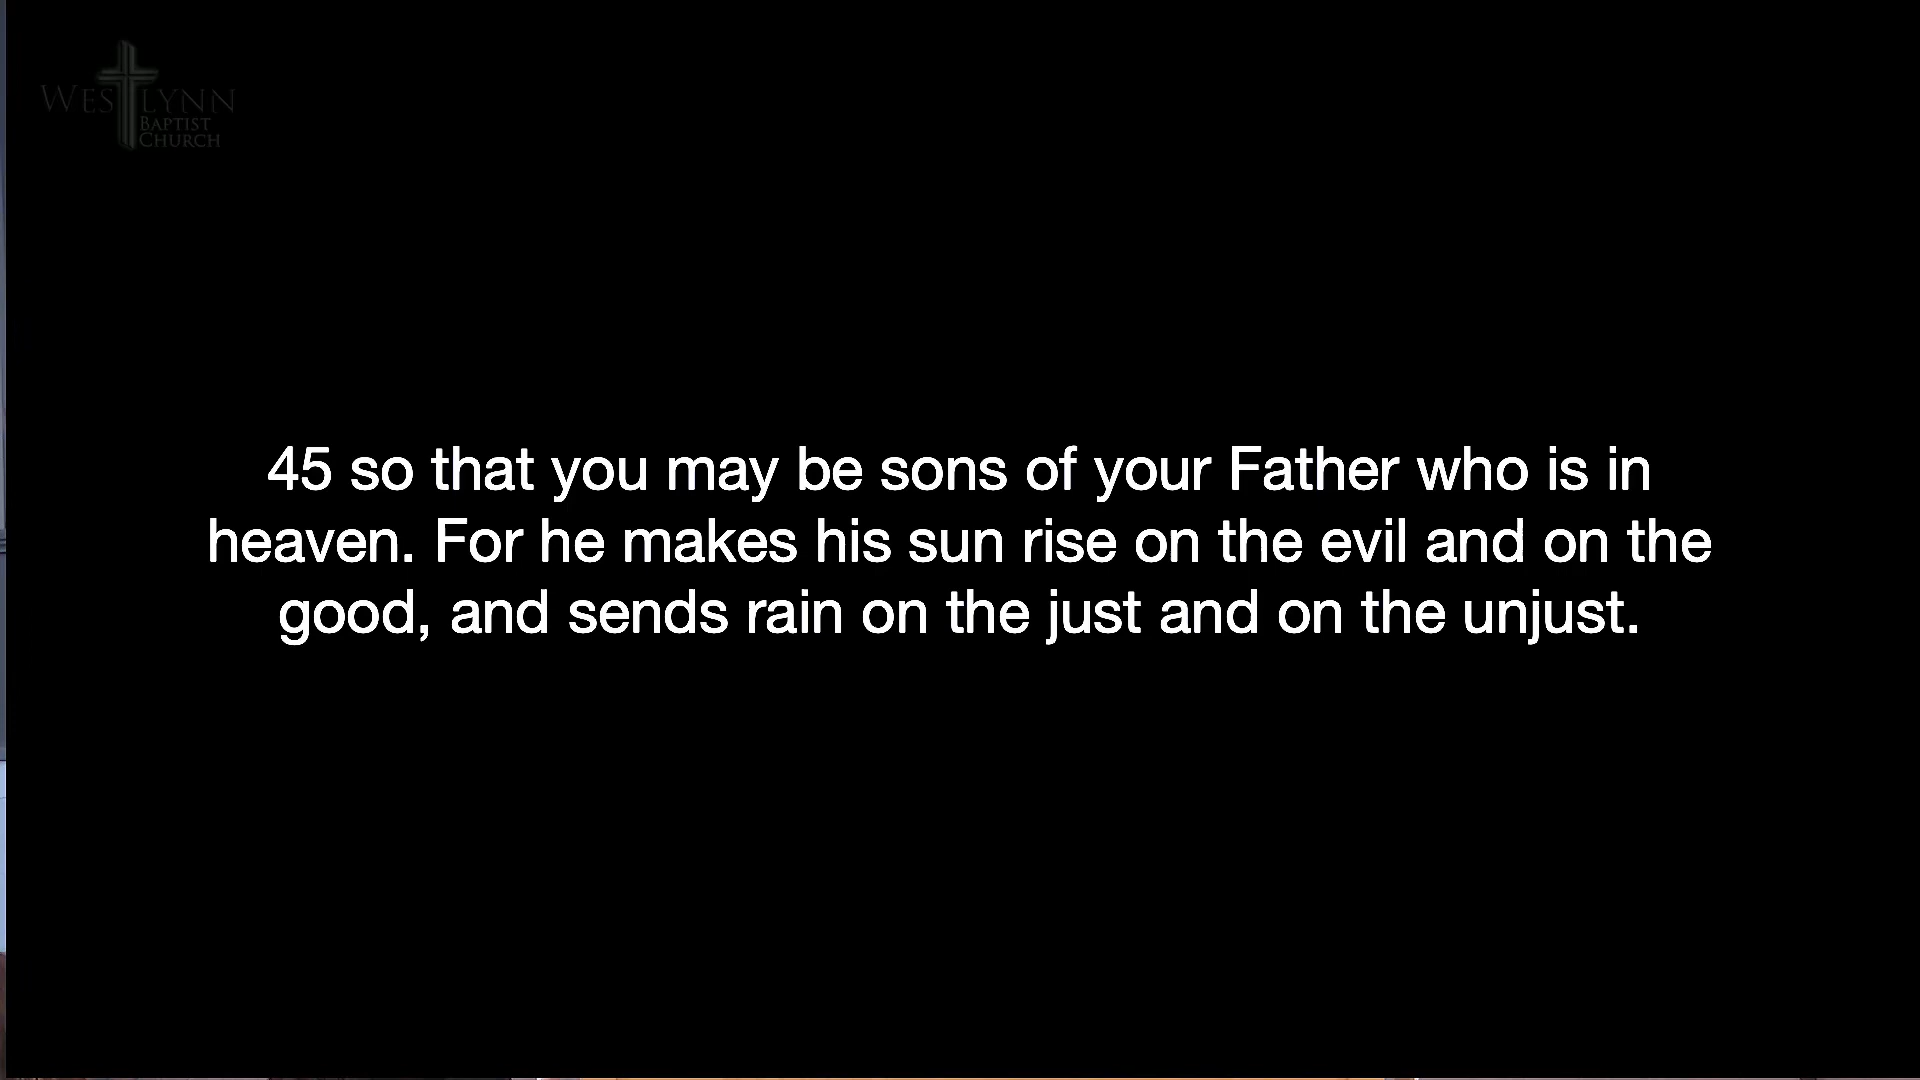 WESTLYNN
BAPTIST
CHURCH
45 so that you may be sons of your Father who is in
heaven. For he makes his sun rise on the evil and on the
good, and sends rain on the just and on the unjust.